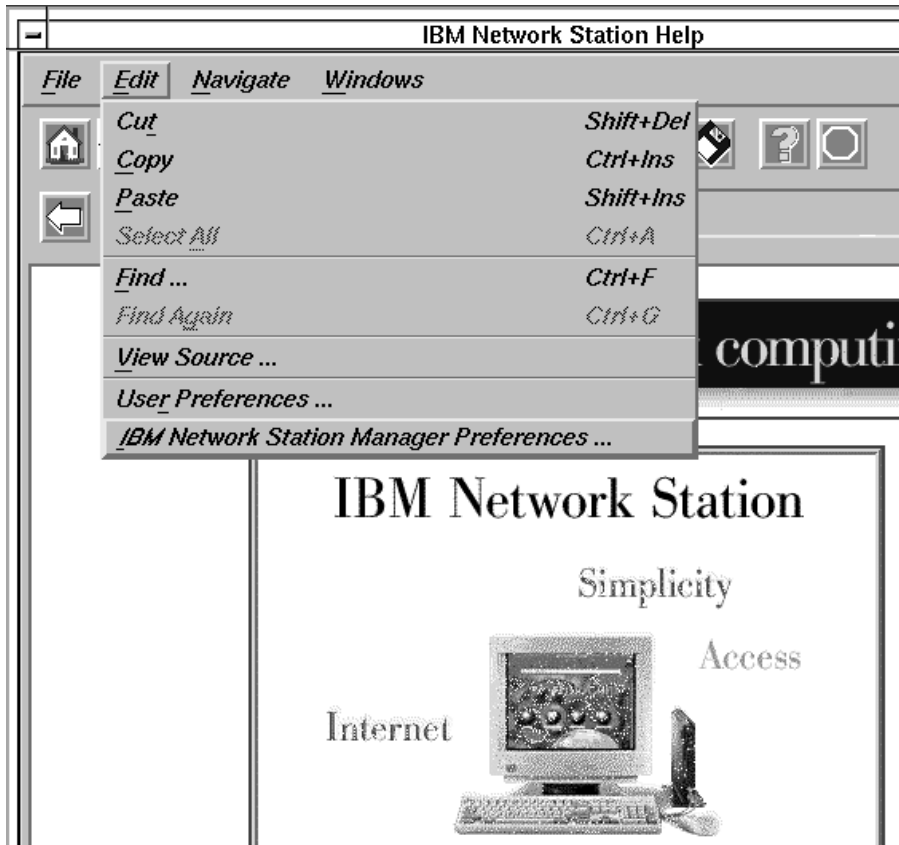 IBM Network Station Help
File Edit Navigate Windows
Cut Shift+Del
Copy Ctrl+Ins
Paste Shift+Ins
Select All Ctrl+A
Find ... Ctrl+F
Find Again Ctrl+G
View Source ...
User Preferences ...
IBM Network Station Manager Preferences ...
computi
IBM Network Station
Simplicity
Access
Internet